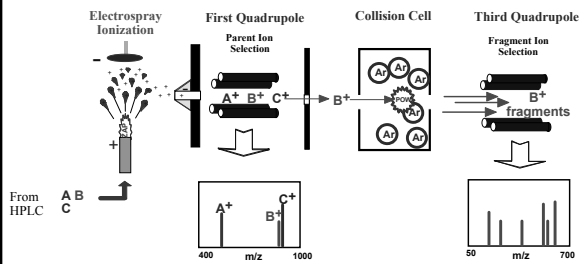 Electrospray
Ionization
First Quadrupole
Parent Ion
Selection
Collision Cell
Third Quadrupole
Fragment Ion
Selection
-
+
ZAP
A+ B+ C+
B+
Ar
Ar
Ar
POW
Ar
Ar
Ar
B+
fragments
From
HPLC
A B
C
A+
B+
C+
400 m/z 1000
50 m/z 700